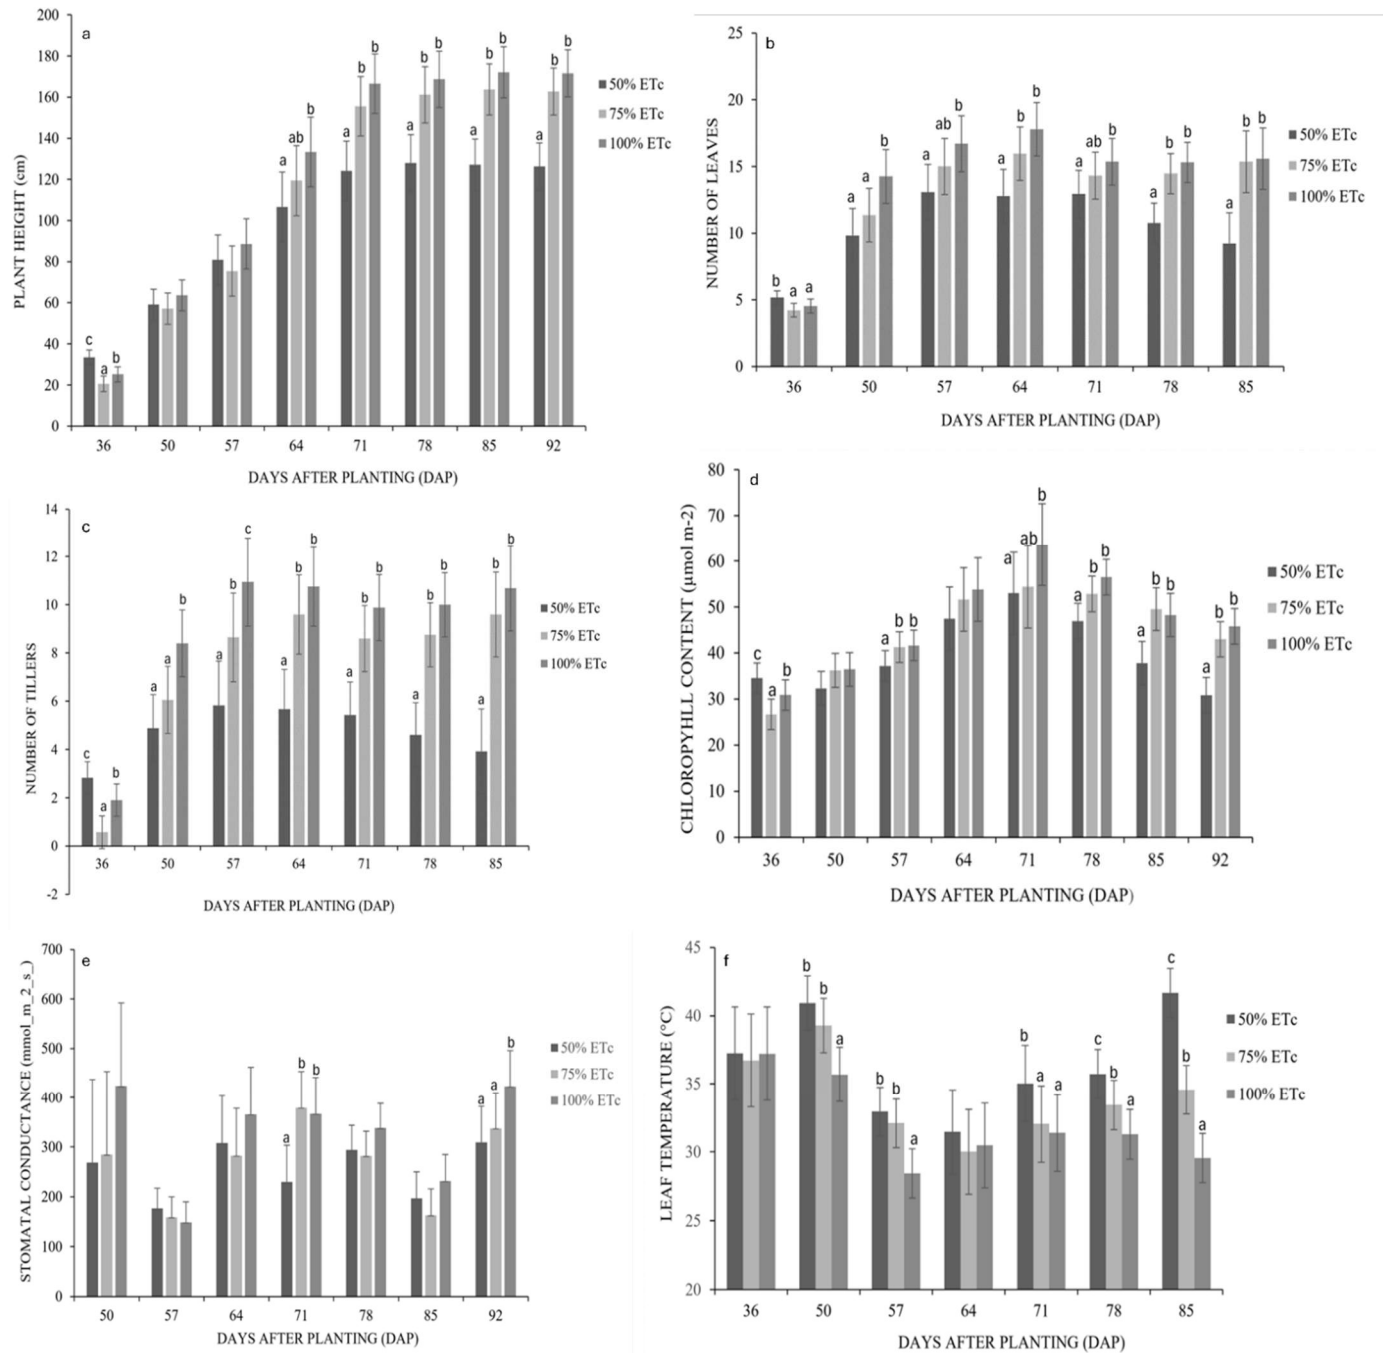 a
200
180
160
140
120
100
80
60
40
20
0
PLANT HEIGHT (cm)
c a b
a ab b
a b b
a b b
a b b
a b b
36 50 57 64 71 78 85 92
DAYS AFTER PLANTING (DAP)
50% ETc
75% ETc
100% ETc
b
25
20
15
10
5
0
NUMBER OF LEAVES
b a a
a a b
a ab b
a b b
a ab b
a b b
a b b
36 50 57 64 71 78 85
DAYS AFTER PLANTING (DAP)
50% ETc
75% ETc
100% ETc
c
14
12
10
8
6
4
2
0
-2
NUMBER OF TILLERS
c a b
a a b
a b c
a b b
a b b
a b b
a b b
36 50 57 64 71 78 85
DAYS AFTER PLANTING (DAP)
50% ETc
75% ETc
100% ETc
d
80
70
60
50
40
30
20
10
0
CHLOROPYHLL CONTENT (µmol m-2)
c a b
a b b
a ab b
a b b
a b b
a b b
36 50 57 64 71 78 85 92
DAYS AFTER PLANTING (DAP)
50% ETc
75% ETc
100% ETc
e
700
600
500
400
300
200
100
0
STOMATAL CONDUCTANCE (mmol_m_2_s_)
a b b
a a b
50 57 64 71 78 85 92
DAYS AFTER PLANTING (DAP)
50% ETc
75% ETc
100% ETc
f
45
40
35
30
25
20
LEAF TEMPERATURE (°C)
b b a
b b a
b a a
c b a
c b a
36 50 57 64 71 78 85
DAYS AFTER PLANTING (DAP)
50% ETc
75% ETc
100% ETc